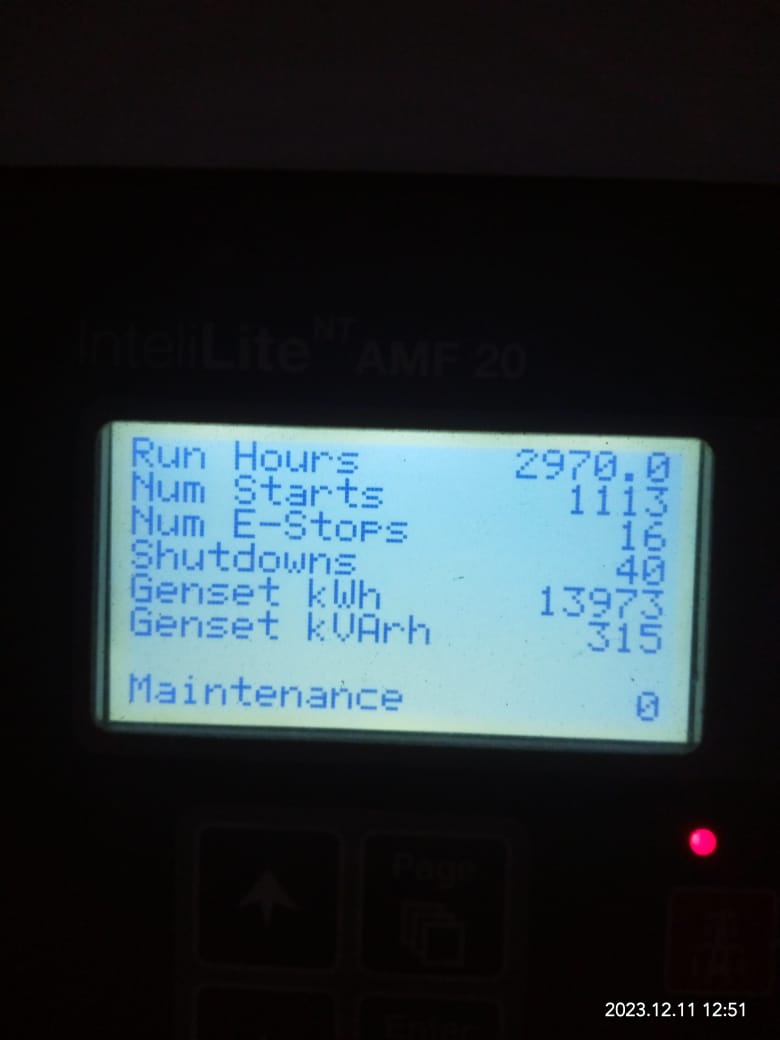 InteliLite NT AMF 20
Run Hours 2970.0
Num Starts 1113
Num E-Stops 16
Shutdowns 40
Genset kWh 13973
Genset kVArh 315
Maintenance 0
Page
Enter
2023.12.11 12:51